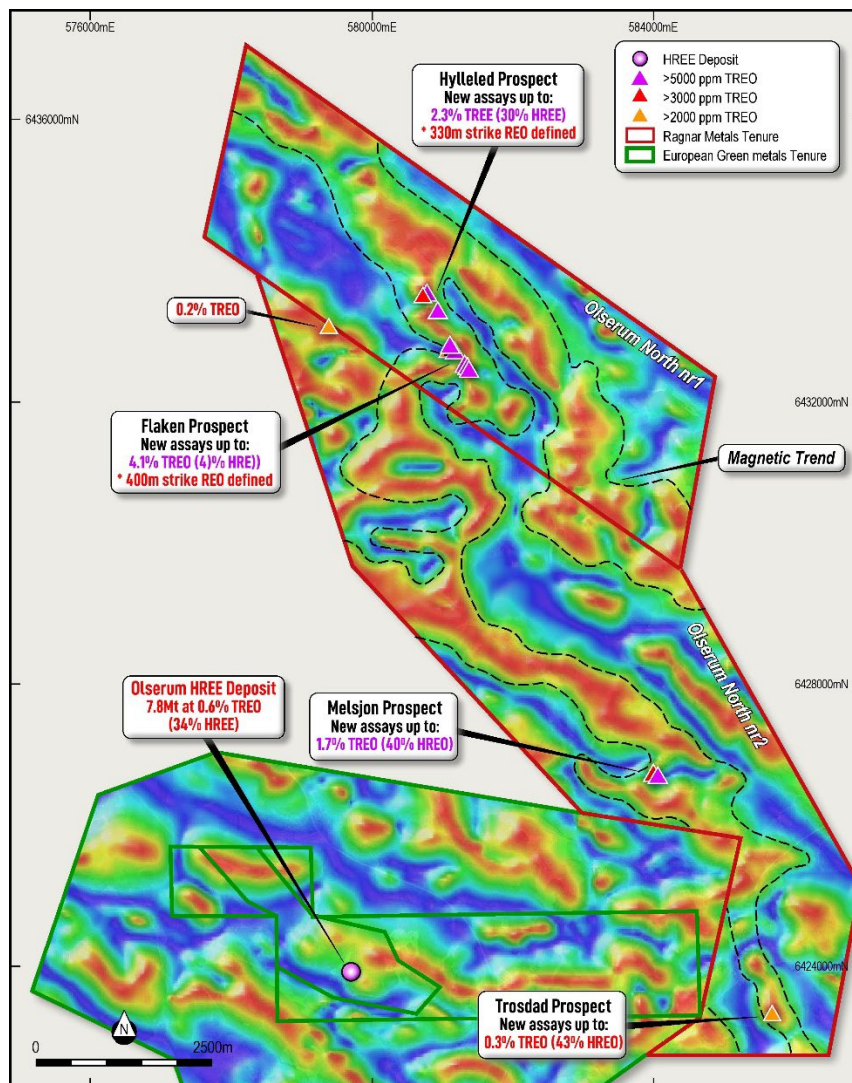 576000mE
580000mE
584000mE
HREE Deposit
>5000 ppm TREO
>3000 ppm TREO
>2000 ppm TREO
Ragnar Metals Tenure
European Green metals Tenure
Hylleled Prospect
New assays up to:
2.3% TREE (30% HREE)
* 330m strike REO defined
6436000mN
0.2% TREO
Olserum North nr1
6432000mN
Flaken Prospect
New assays up to:
4.1% TREO (4)% HRE))
* 400m strike REO defined
Magnetic Trend
Olserum North nr2
6428000mN
Olserum HREE Deposit
7.8Mt at 0.6% TREO
(34% HREE)
Melsjon Prospect
New assays up to:
1.7% TREO (40% HREO)
6424000mN
Trosdad Prospect
New assays up to:
0.3% TREO (43% HREO)
N
0
2500m